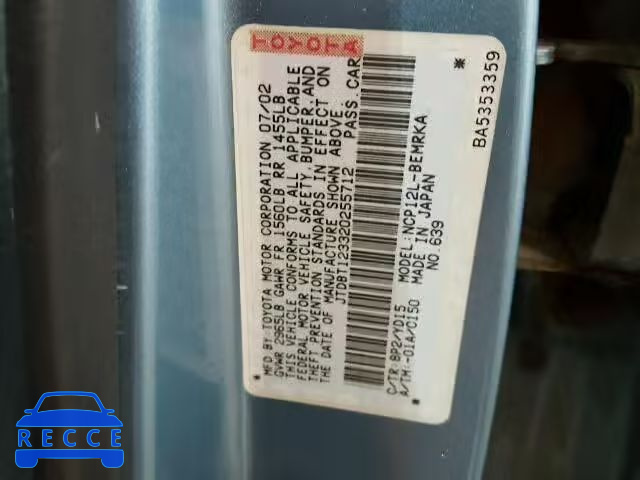 TOYOTA
MFD.BY:TOYOTA MOTOR CORPORATION 07/02
GVWR 2965LB GAWR FR 1560LB RR 1455LB
THIS VEHICLE CONFORMS TO ALL APPLICABLE
FEDERAL MOTOR VEHICLE SAFETY, BUMPER, AND
THEFT PREVENTION STANDARDS IN EFFECT ON
THE DATE OF MANUFACTURE SHOWN ABOVE.
JTDBT123320255712 PASS.CAR
C/TR:8P2/YD15 MODEL:NCP12L-BEMRKA
A/TM:-01A/C150 MADE IN JAPAN
NO.639
BA5353359
RECCE